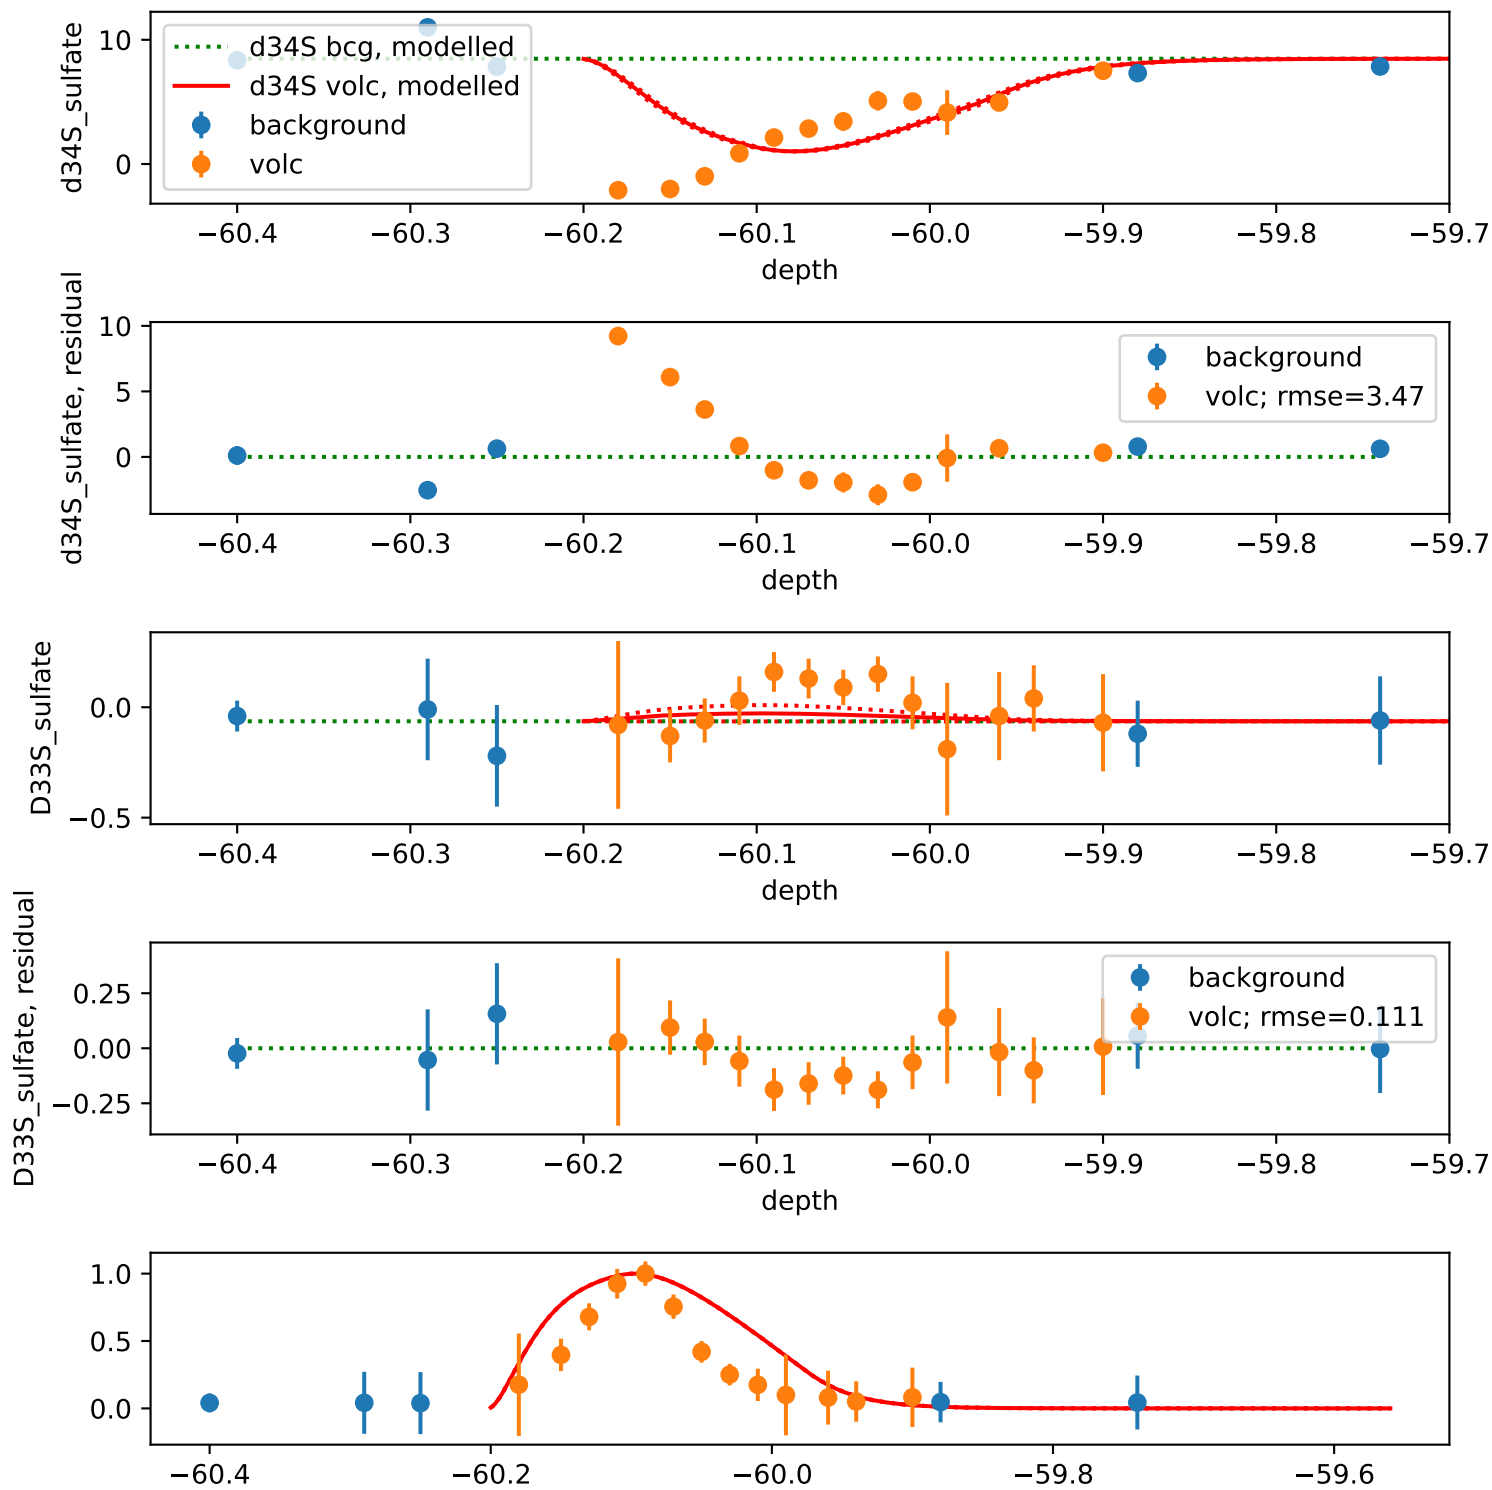 d34S_sulfate
10
0
d34S bcg, modelled
d34S volc, modelled
background
volc
−60.4 −60.3 −60.2 −60.1 −60.0 −59.9 −59.8 −59.7
depth
d34S_sulfate, residual
10
5
0
background
volc; rmse=3.47
−60.4 −60.3 −60.2 −60.1 −60.0 −59.9 −59.8 −59.7
depth
D33S_sulfate
0.0
−0.5
−60.4 −60.3 −60.2 −60.1 −60.0 −59.9 −59.8 −59.7
depth
D33S_sulfate, residual
0.25
0.00
−0.25
background
volc; rmse=0.111
−60.4 −60.3 −60.2 −60.1 −60.0 −59.9 −59.8 −59.7
depth
1.0
0.5
0.0
−60.4 −60.2 −60.0 −59.8 −59.6